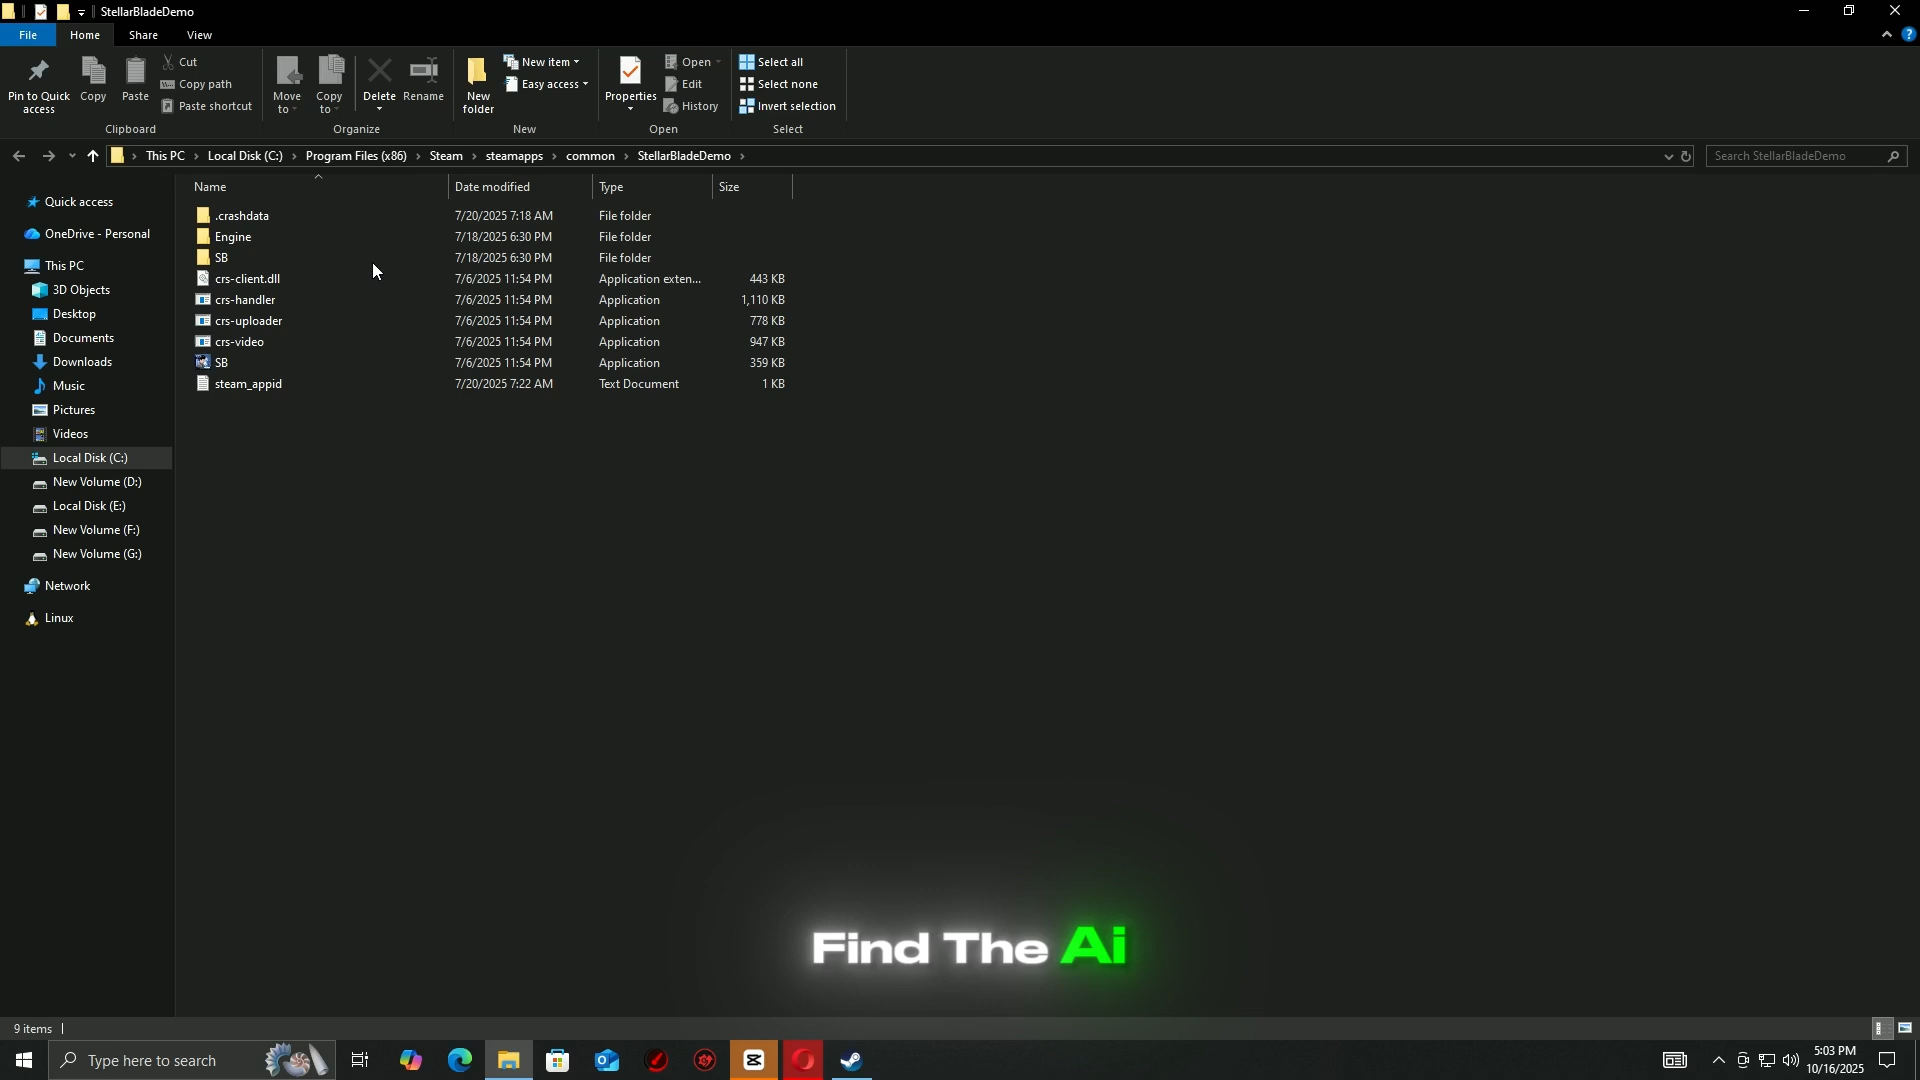 StellarBladeDemo
File Home Share View
Pin to Quick access
Copy
Paste
Cut
Copy path
Paste shortcut
Clipboard
Move to
Copy to
Delete
Rename
Organize
New folder
New item
Easy access
New
Properties
Open
Edit
History
Open
Select all
Select none
Invert selection
Select
This PC > Local Disk (C:) > Program Files (x86) > Steam > steamapps > common > StellarBladeDemo >
Search StellarBladeDemo
Quick access
OneDrive - Personal
This PC
3D Objects
Desktop
Documents
Downloads
Music
Pictures
Videos
Local Disk (C:)
New Volume (D:)
Local Disk (E:)
New Volume (F:)
New Volume (G:)
Network
Linux
Name Date modified Type Size
.crashdata 7/20/2025 7:18 AM File folder
Engine 7/18/2025 6:30 PM File folder
SB 7/18/2025 6:30 PM File folder
crs-client.dll 7/6/2025 11:54 PM Application exten... 443 KB
crs-handler 7/6/2025 11:54 PM Application 1,110 KB
crs-uploader 7/6/2025 11:54 PM Application 778 KB
crs-video 7/6/2025 11:54 PM Application 947 KB
SB 7/6/2025 11:54 PM Application 359 KB
steam_appid 7/20/2025 7:22 AM Text Document 1 KB
Find The Ai
9 items
Type here to search
5:03 PM
10/16/2025